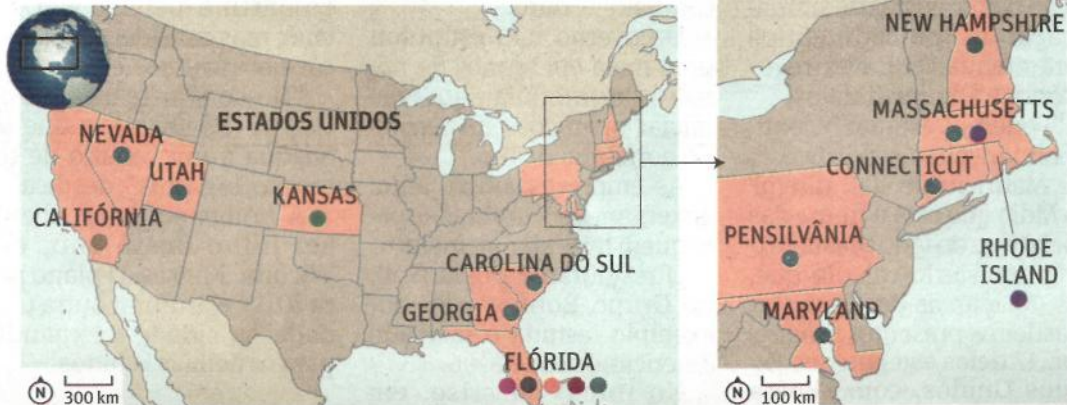 NEVADA
ESTADOS UNIDOS
UTAH
KANSAS
CALIFÓRNIA
CAROLINA DO SUL
GEORGIA
FLÓRIDA
N
300 km
NEW HAMPSHIRE
MASSACHUSETTS
CONNECTICUT
PENSILVÂNIA
RHODE
ISLAND
MARYLAND
N
100 km